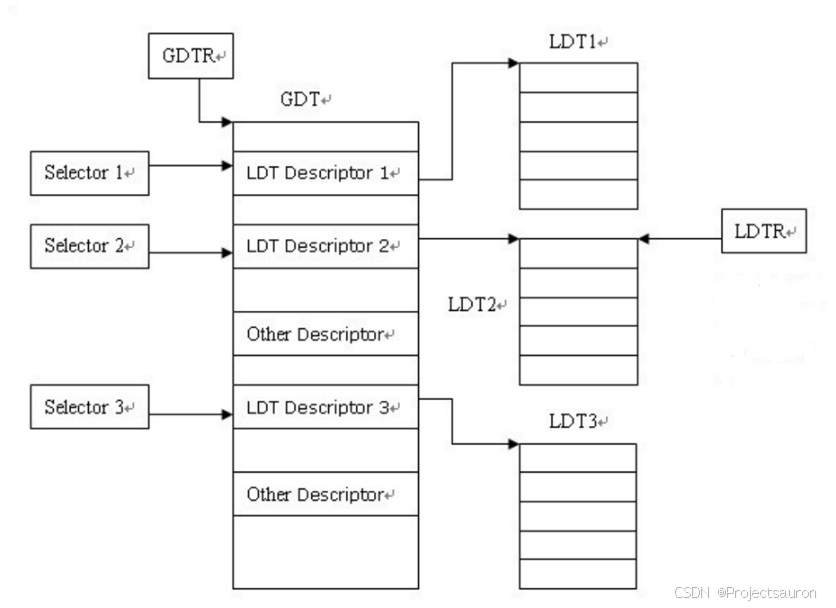 LDT1↵
GDTR↵
GDT↵
Selector 1↵
LDT Descriptor 1↵
Selector 2↵
LDT Descriptor 2↵
LDTR↵
LDT2↵
Other Descriptor↵
Selector 3↵
LDT Descriptor 3↵
LDT3↵
Other Descriptor↵
CSDN @Projectsauron